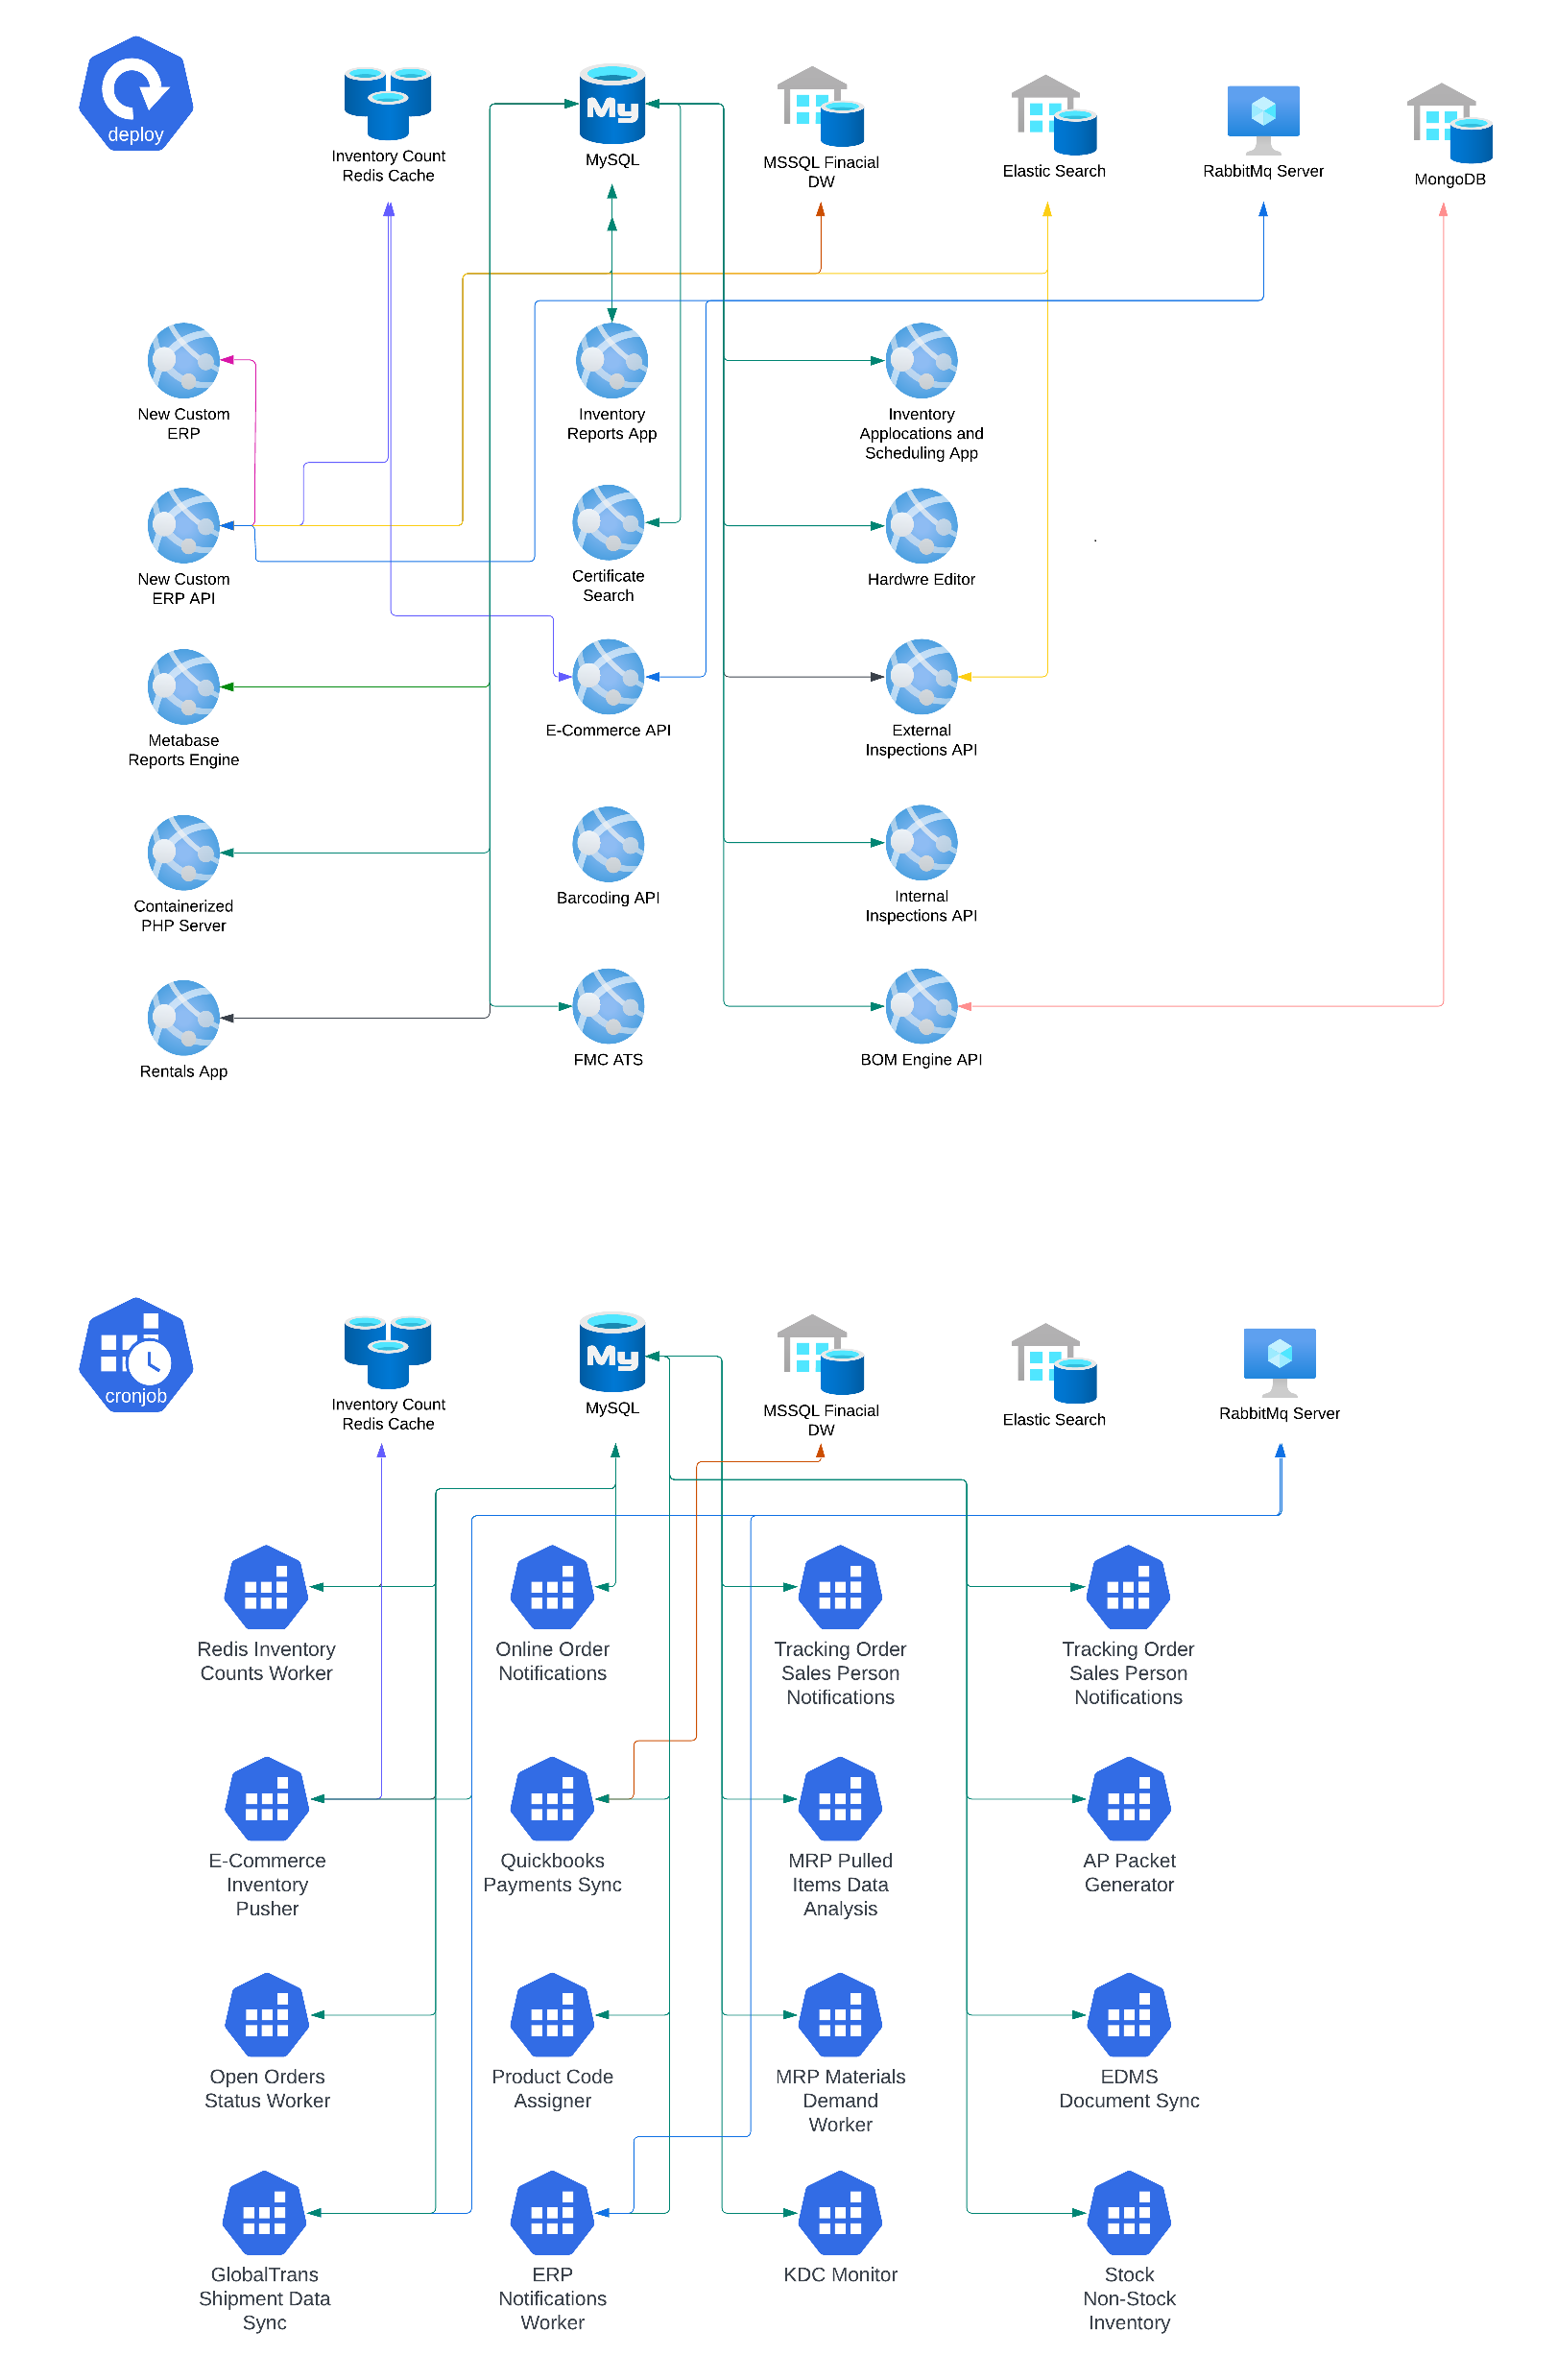 deploy
Inventory Count
Redis Cache
My
MySQL
MSSQL Finacial
DW
Elastic Search
RabbitMq Server
MongoDB
New Custom
ERP
Inventory
Reports App
Inventory
Applocations and
Scheduling App
New Custom
ERP API
Certificate
Search
Hardwre Editor
Metabase
Reports Engine
E-Commerce API
External
Inspections API
Containerized
PHP Server
Barcoding API
Internal
Inspections API
Rentals App
FMC ATS
BOM Engine API
cronjob
Inventory Count
Redis Cache
My
MySQL
MSSQL Finacial
DW
Elastic Search
RabbitMq Server
Redis Inventory
Counts Worker
Online Order
Notifications
Tracking Order
Sales Person
Notifications
Tracking Order
Sales Person
Notifications
E-Commerce
Inventory
Pusher
Quickbooks
Payments Sync
MRP Pulled
Items Data
Analysis
AP Packet
Generator
Open Orders
Status Worker
Product Code
Assigner
MRP Materials
Demand
Worker
EDMS
Document Sync
GlobalTrans
Shipment Data
Sync
ERP
Notifications
Worker
KDC Monitor
Stock
Non-Stock
Inventory